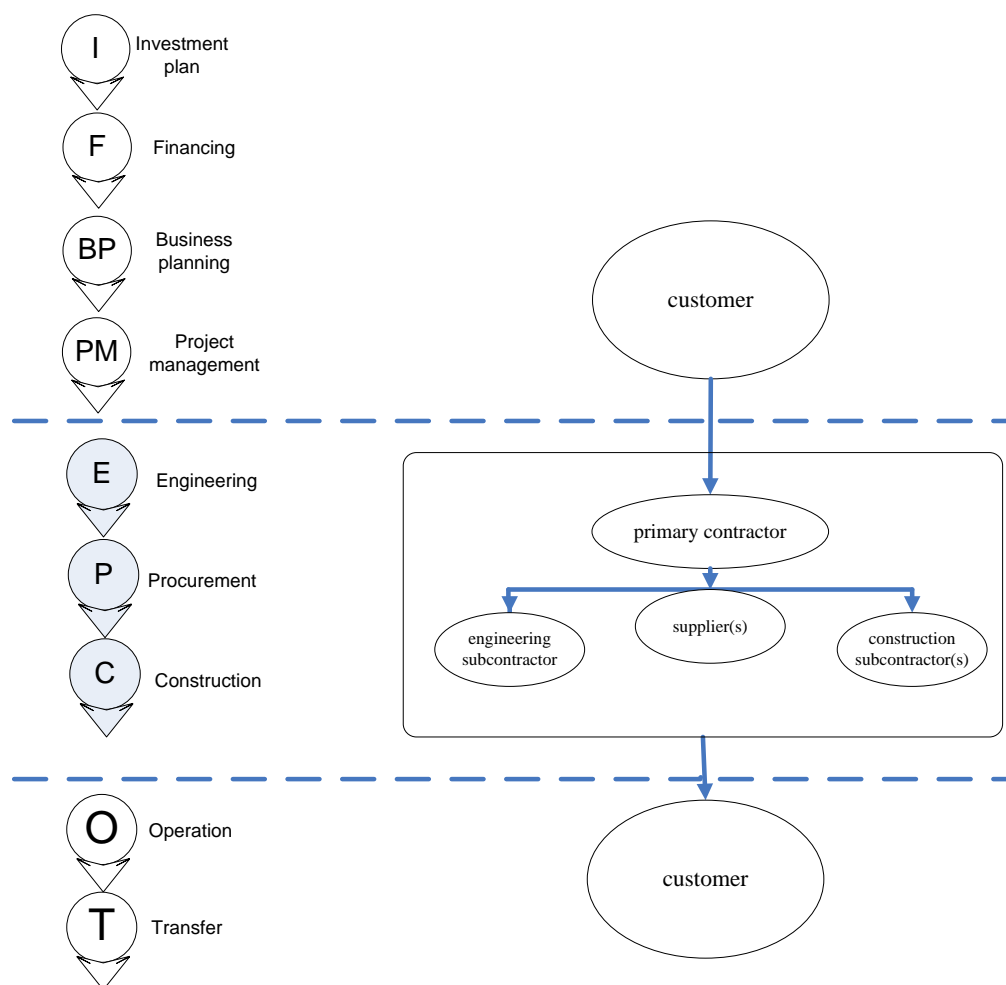 I
Investment
plan
F
Financing
BP
Business
planning
PM
Project
management
customer
E
Engineering
P
Procurement
C
Construction
primary contractor
engineering
subcontractor
supplier(s)
construction
subcontractor(s)
O
Operation
T
Transfer
customer